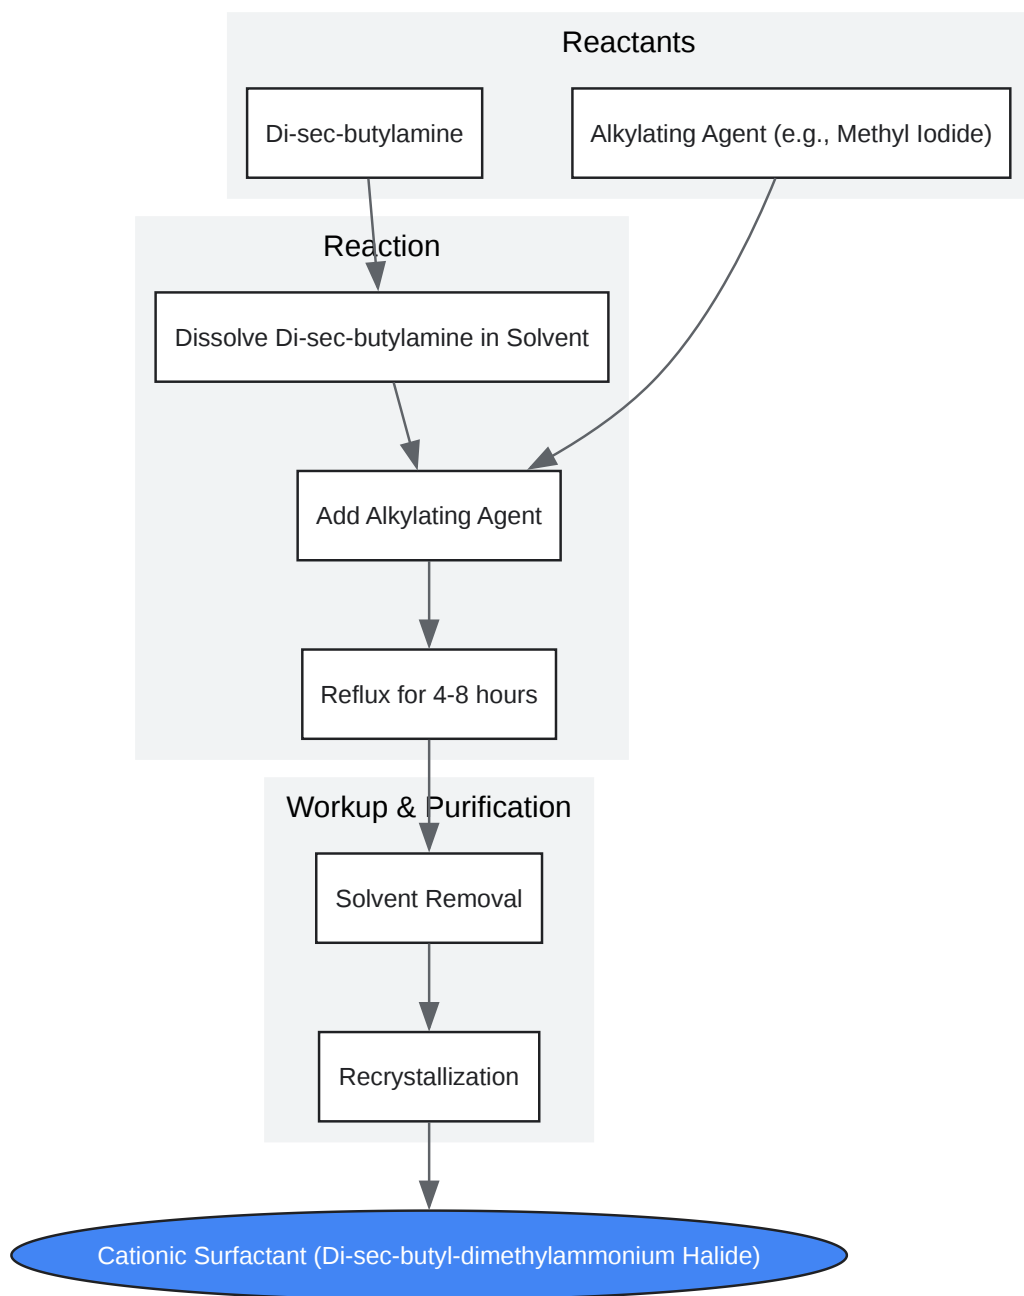 Reactants
Di-sec-butylamine
Alkylating Agent (e.g., Methyl Iodide)
Reaction
Dissolve Di-sec-butylamine in Solvent
Add Alkylating Agent
Reflux for 4-8 hours
Workup & Purification
Solvent Removal
Recrystallization
Cationic Surfactant (Di-sec-butyl-dimethylammonium Halide)